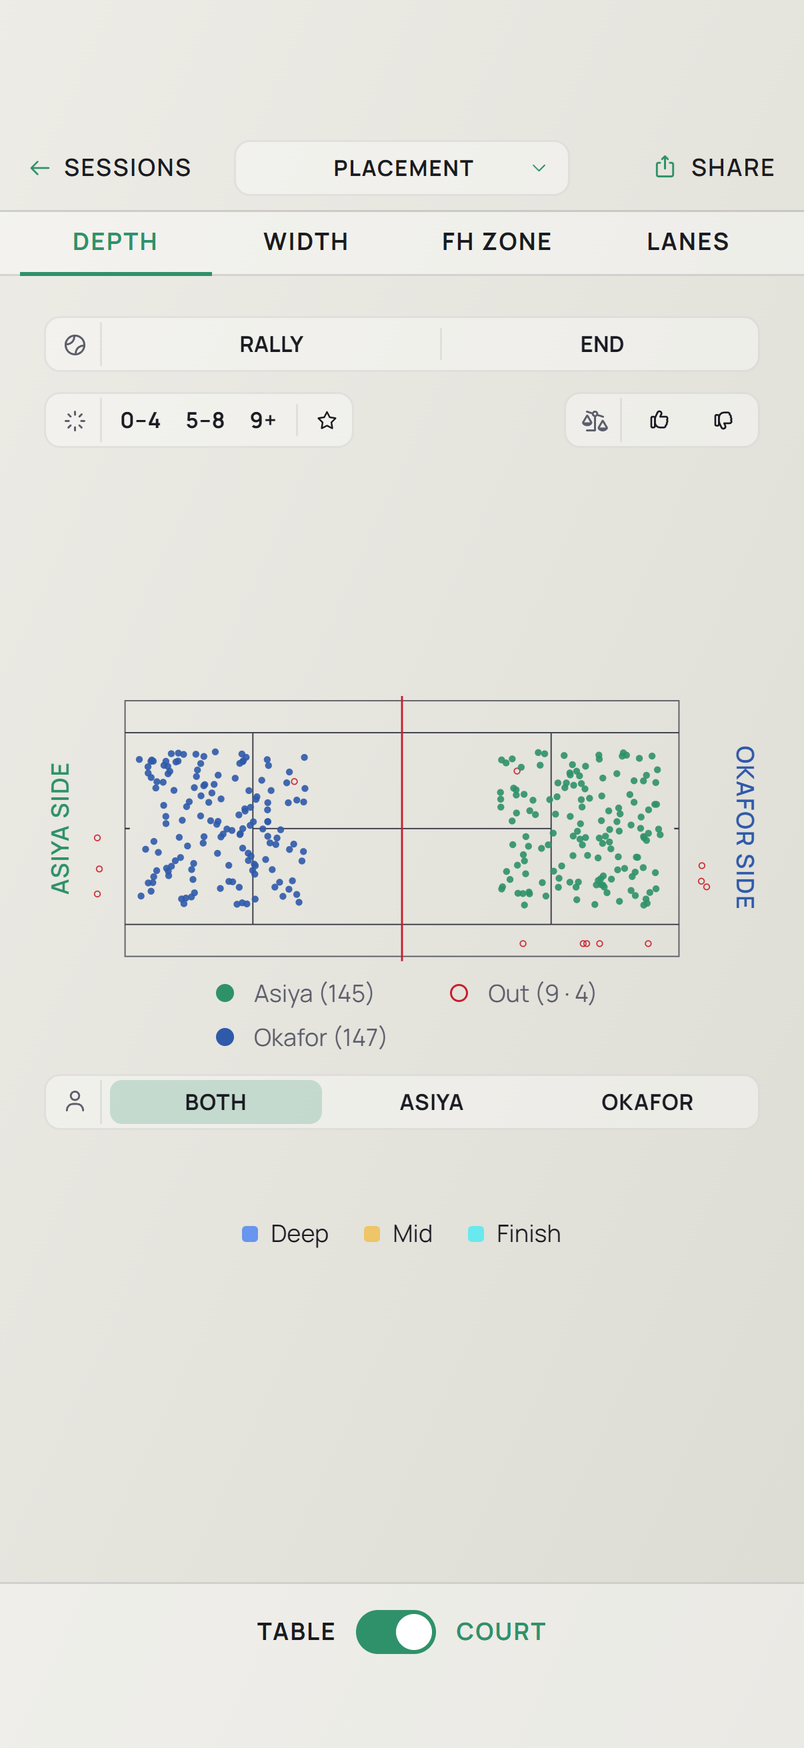 SESSIONS
PLACEMENT
SHARE
DEPTH
WIDTH
FH ZONE
LANES
RALLY
END
0–4
5–8
9+
ASIYA SIDE
OKAFOR SIDE
Asiya (145)
Out (9 · 4)
Okafor (147)
BOTH
ASIYA
OKAFOR
Deep
Mid
Finish
TABLE
COURT